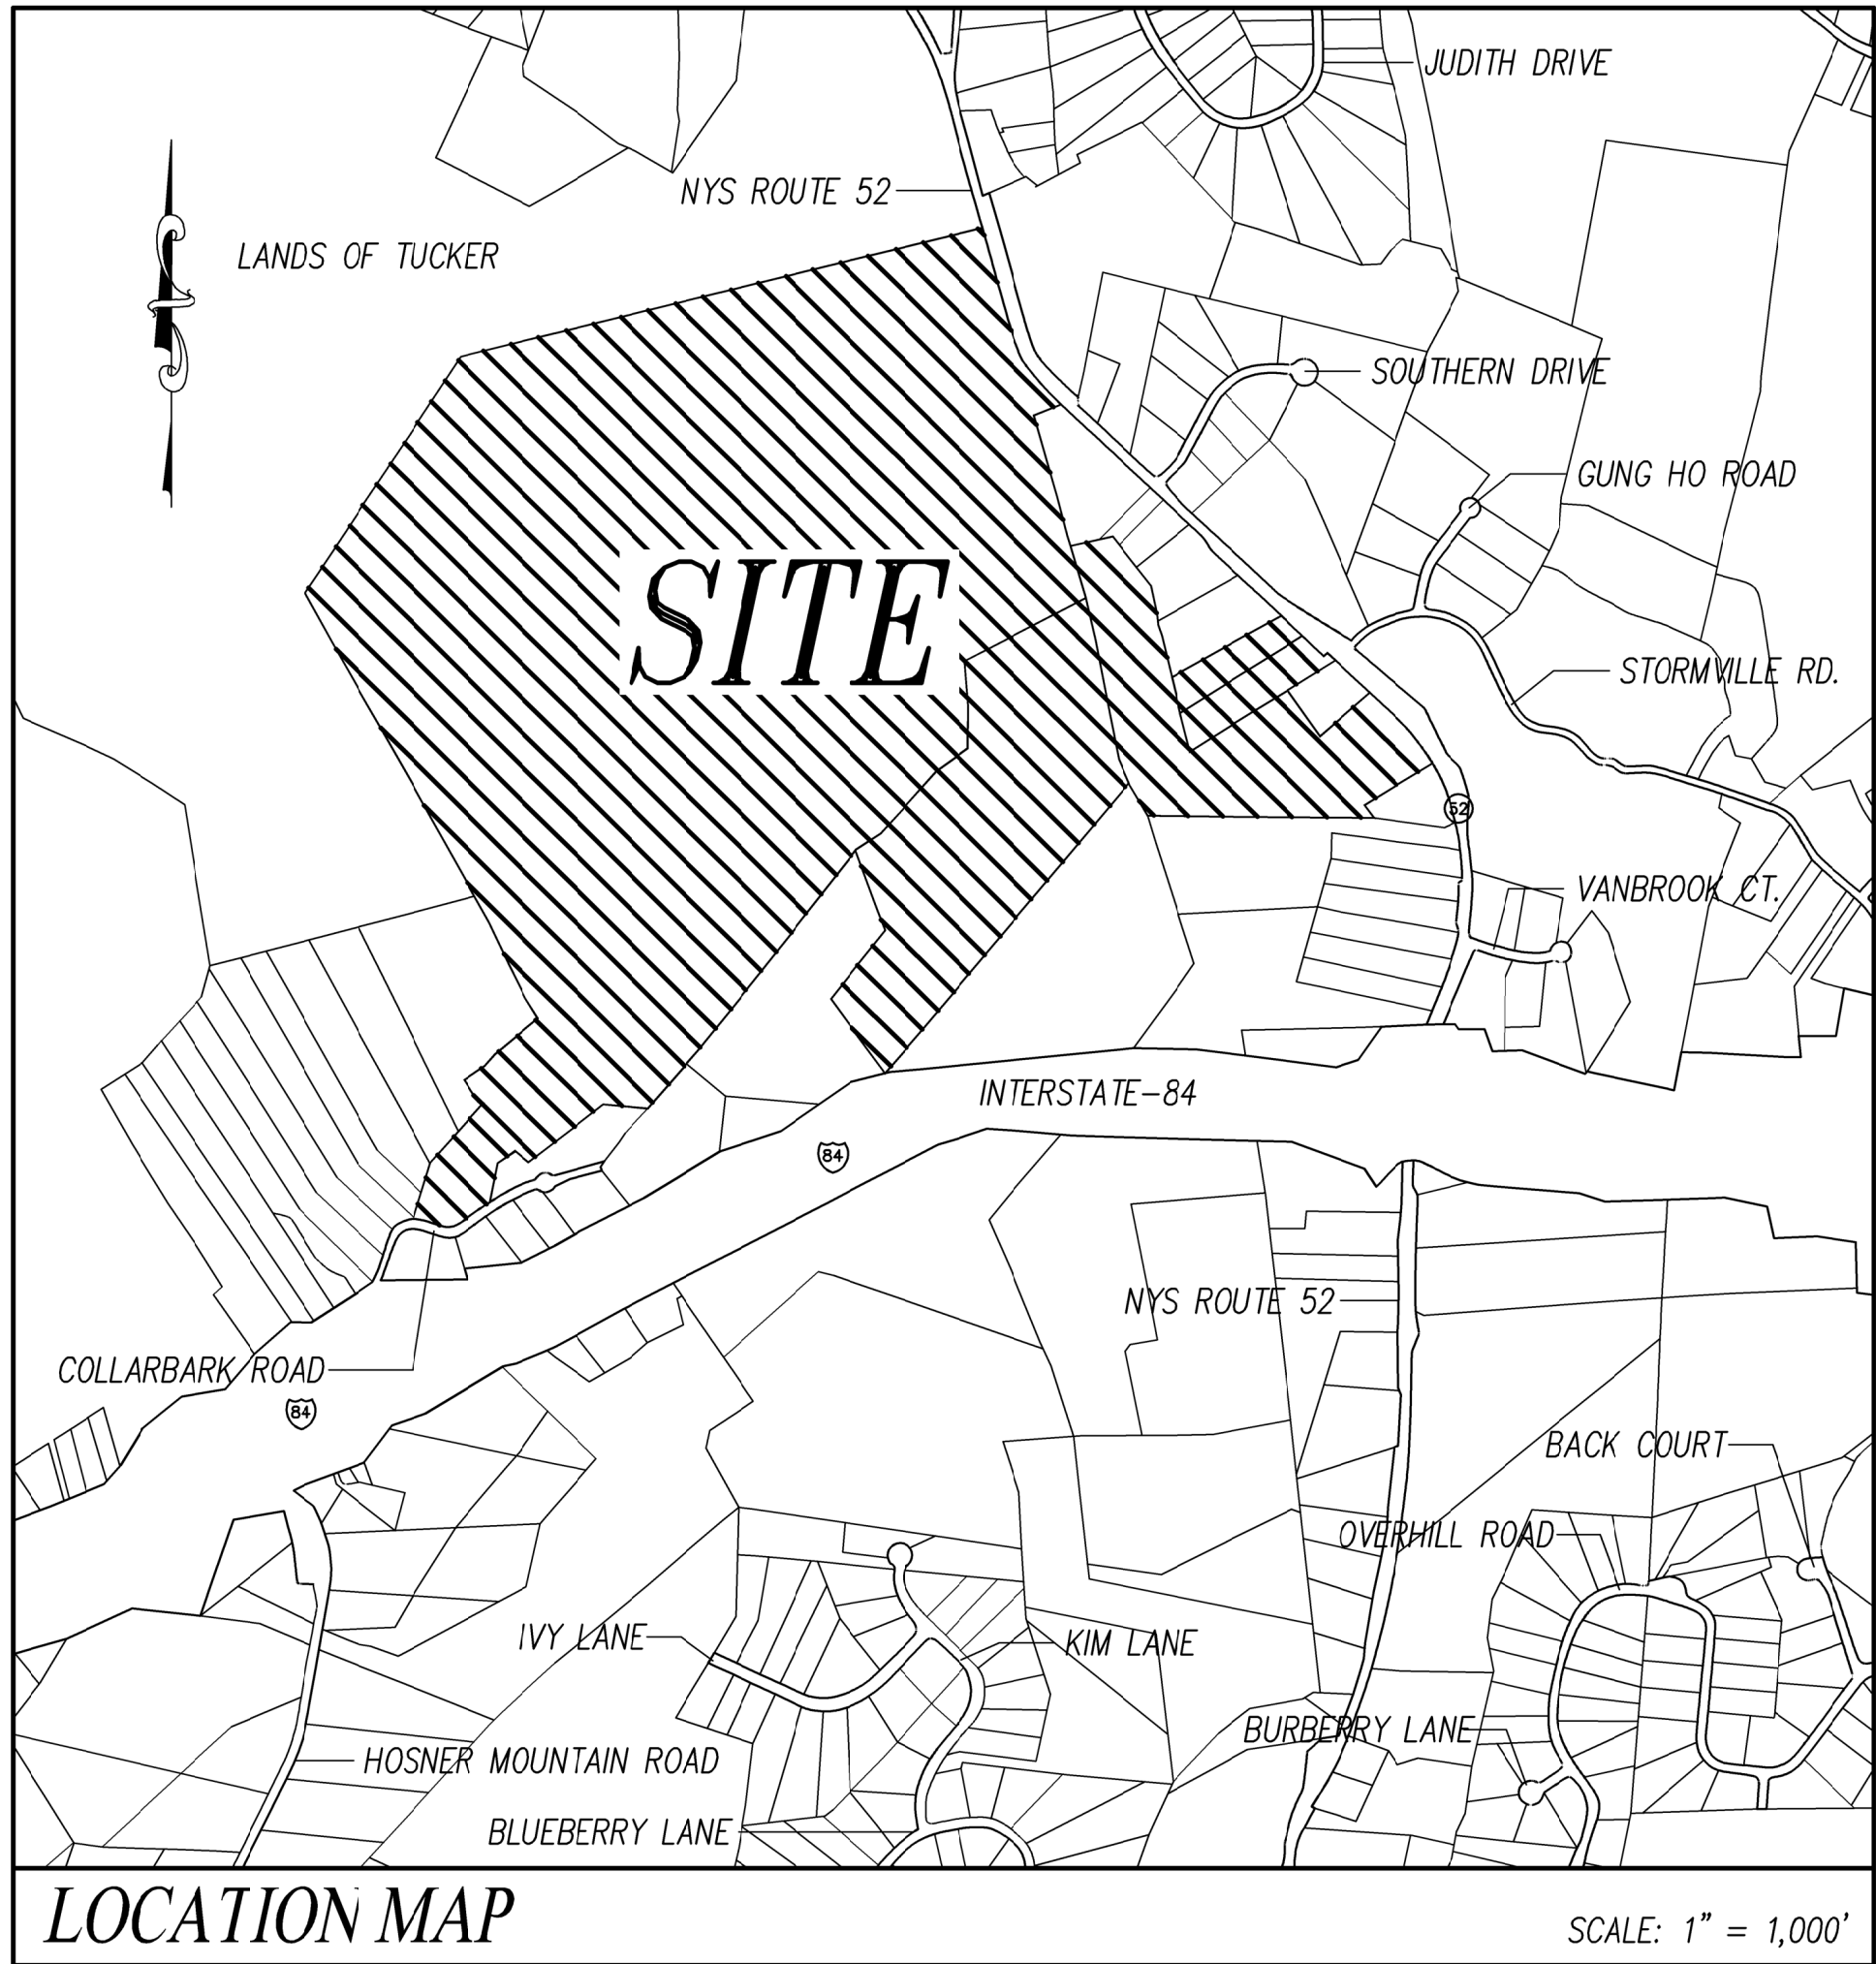 JUDITH DRIVE
NYS ROUTE 52
LANDS OF TUCKER
SOUTHERN DRIVE
GUNG HO ROAD
SITE
STORMVILLE RD.
52
VANBROOK CT.
INTERSTATE-84
84
NYS ROUTE 52
COLLARBARK ROAD
84
BACK COURT
OVERHILL ROAD
IVY LANE
KIM LANE
BURBERRY LANE
HOSNER MOUNTAIN ROAD
BLUEBERRY LANE
LOCATION MAP
SCALE: 1" = 1,000'